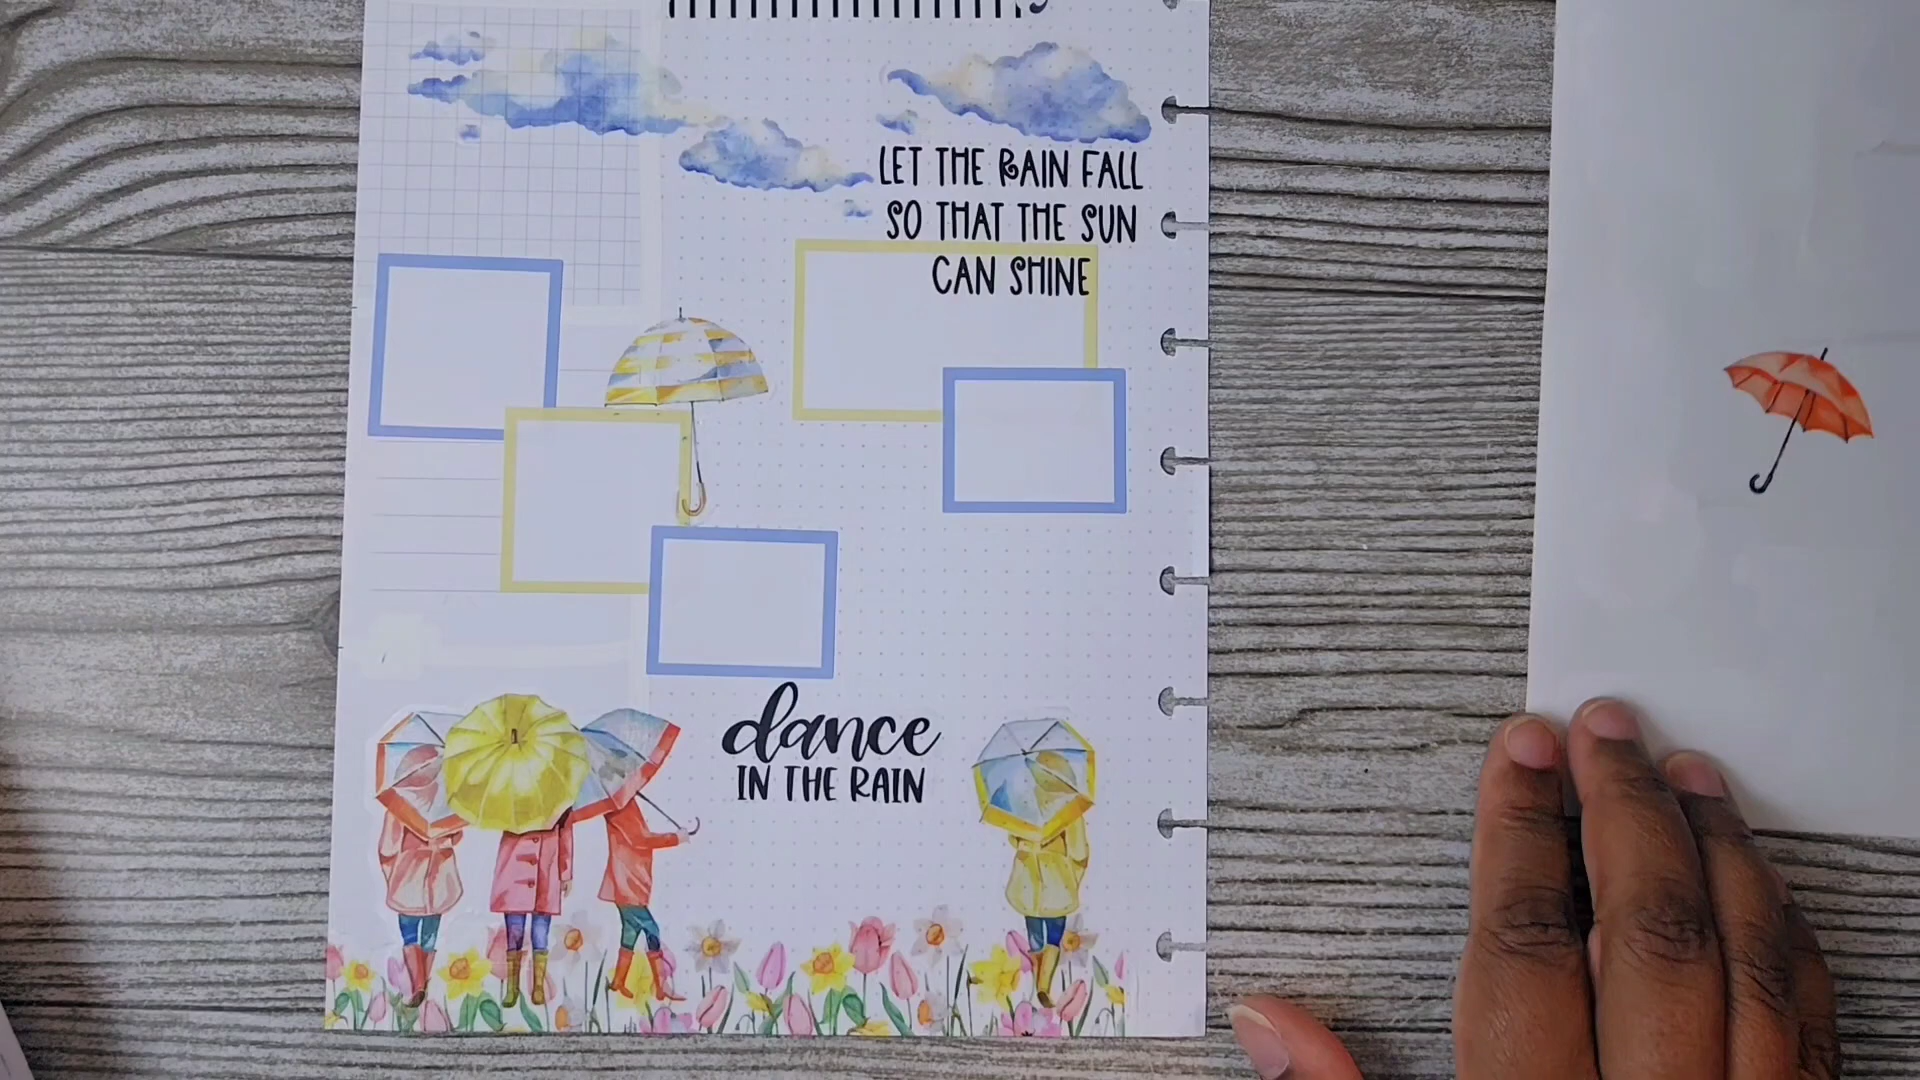 LET THE RAIN FALL
SO THAT THE SUN
CAN SHINE
dance
IN THE RAIN